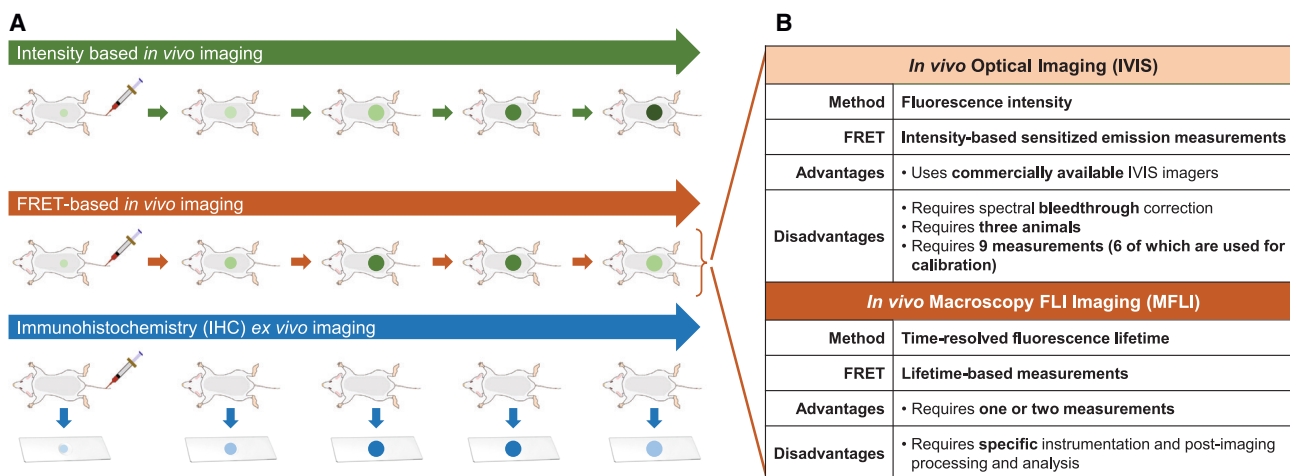 A
Intensity based in vivo imaging
FRET-based in vivo imaging
Immunohistochemistry (IHC) ex vivo imaging
B
In vivo Optical Imaging (IVIS)
Method Fluorescence intensity
FRET Intensity-based sensitized emission measurements
Advantages • Uses commercially available IVIS imagers
Disadvantages
• Requires spectral bleedthrough correction
• Requires three animals
• Requires 9 measurements (6 of which are used for
calibration)
In vivo Macroscopy FLI Imaging (MFLI)
Method Time-resolved fluorescence lifetime
FRET Lifetime-based measurements
Advantages • Requires one or two measurements
Disadvantages
• Requires specific instrumentation and post-imaging
processing and analysis